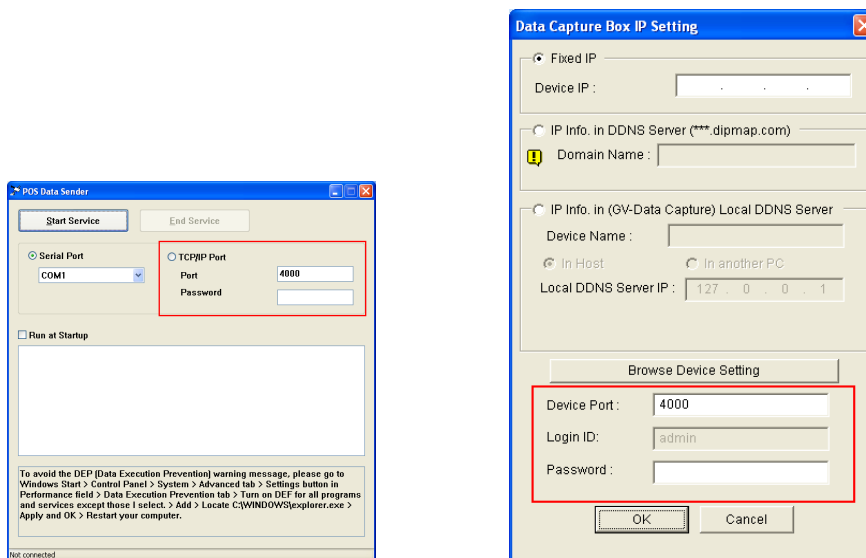 POS Data Sender
Start Service
End Service
Serial Port
COM1
TCP/IP Port
Port
4000
Password
Run at Startup
To avoid the DEP (Data Execution Prevention) warning message, please go to
Windows Start > Control Panel > System > Advanced tab > Settings button in
Performance field > Data Execution Prevention tab > Turn on DEF for all programs
and services except those I select. > Add > Locate C:\WINDOWS\explorer.exe >
Apply and OK > Restart your computer.
Not connected
Data Capture Box IP Setting
Fixed IP
Device IP :
. . .
IP Info. in DDNS Server (***.dipmap.com)
Domain Name :
IP Info. in (GV-Data Capture) Local DDNS Server
Device Name :
In Host
In another PC
Local DDNS Server IP :
127 . 0 . 0 . 1
Browse Device Setting
Device Port :
4000
Login ID:
admin
Password :
OK
Cancel